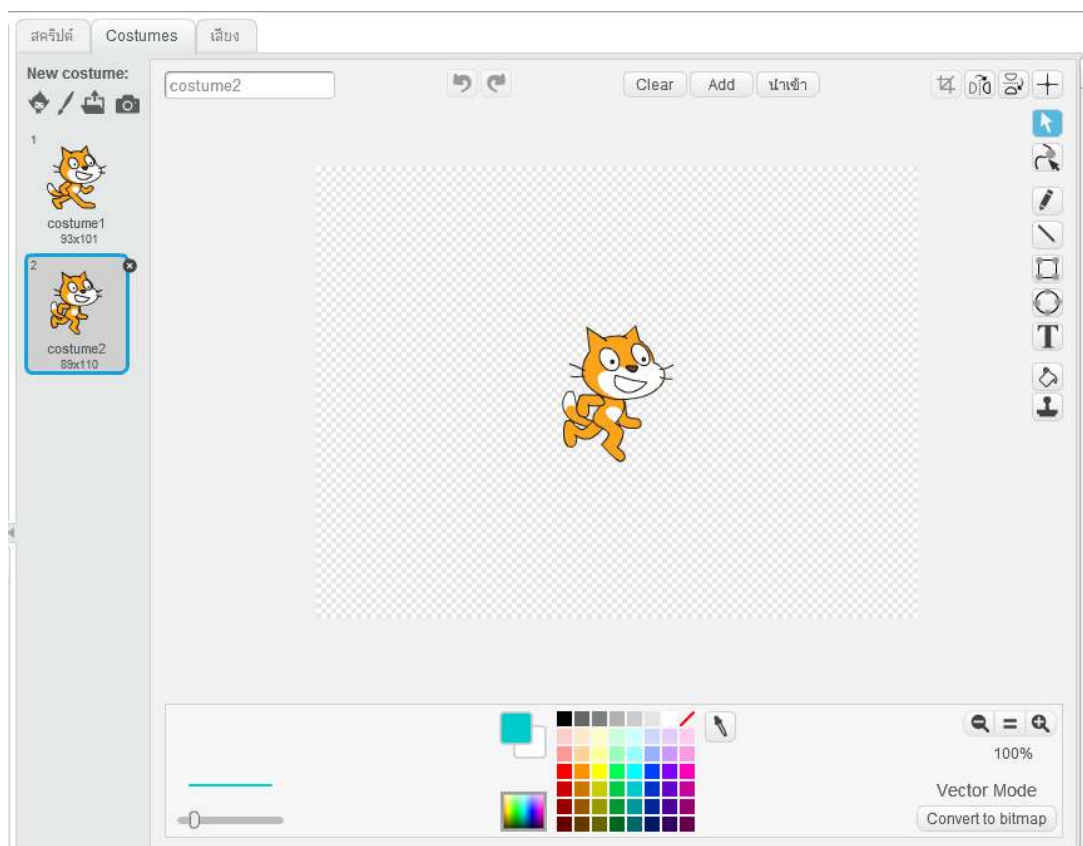 สคริปต์ Costumes เสียง
New costume:
costume2
Clear Add นำเข้า
1
costume1
93x101
2
costume2
89x110
T
100%
Vector Mode
Convert to bitmap